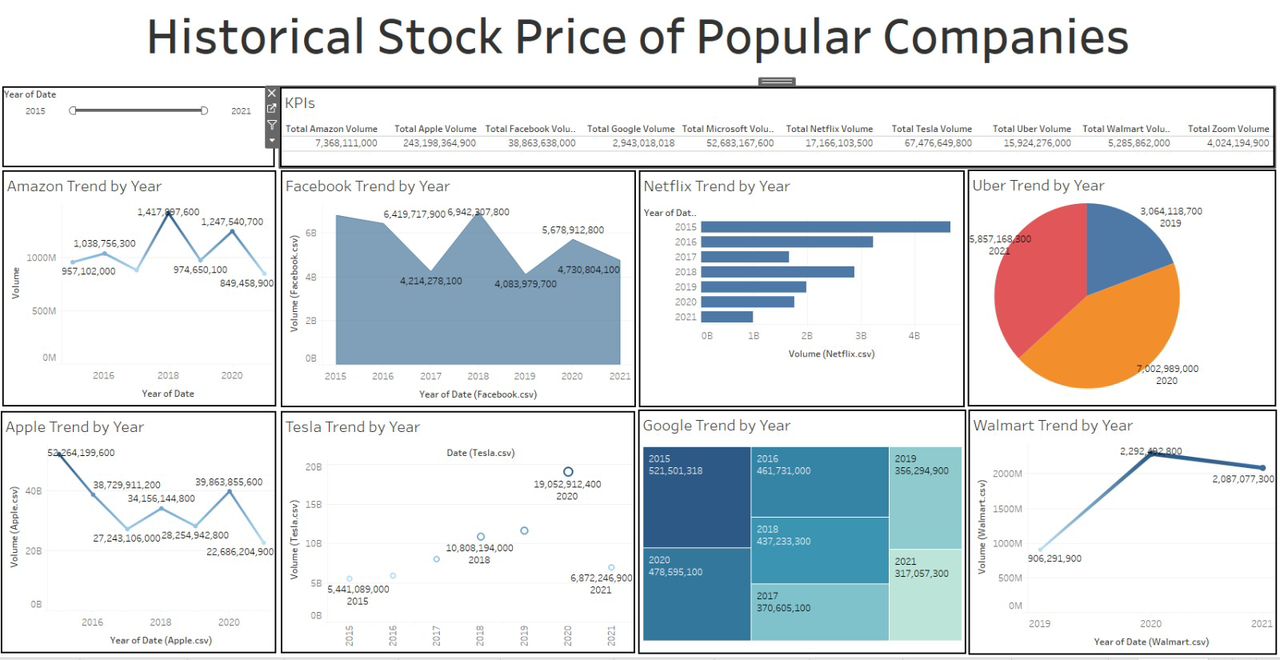 Historical Stock Price of Popular Companies
Year of Date
2015 2021
KPIs
Total Amazon Volume Total Apple Volume Total Facebook Volu.. Total Google Volume Total Microsoft Volu.. Total Netflix Volume Total Tesla Volume Total Uber Volume Total Walmart Volu.. Total Zoom Volume
7,368,111,000 243,198,364,900 38,863,638,000 2,943,018,018 52,683,167,600 17,166,103,500 67,476,649,800 15,924,276,000 5,285,862,000 4,024,194,900
Amazon Trend by Year
1,417,097,600
1,247,540,700
1,038,756,300
957,102,000
974,650,100
849,458,900
1000M
500M
0M
Volume
2016 2018 2020
Year of Date
Facebook Trend by Year
6,419,717,900
6,942,307,800
5,678,912,800
4,214,278,100
4,083,979,700
4,730,804,100
6B
4B
2B
0B
Volume (Facebook.csv)
2015 2016 2017 2018 2019 2020 2021
Year of Date (Facebook.csv)
Netflix Trend by Year
Year of Dat..
2015
2016
2017
2018
2019
2020
2021
0B 1B 2B 3B 4B
Volume (Netflix.csv)
Uber Trend by Year
3,064,118,700
2019
5,857,168,300
2021
7,002,989,000
2020
Apple Trend by Year
52,264,199,600
38,729,911,200
39,863,855,600
34,156,144,800
27,243,106,000
28,254,942,800
22,686,204,900
40B
20B
0B
Volume (Apple.csv)
2016 2018 2020
Year of Date (Apple.csv)
Tesla Trend by Year
Date (Tesla.csv)
20B
15B
10B
5B
0B
Volume (Tesla.csv)
19,052,912,400
2020
10,808,194,000
2018
5,441,089,000
2015
6,872,246,900
2021
2015 2016 2017 2018 2019 2020 2021
Google Trend by Year
2015
521,501,318
2020
478,595,100
2016
461,731,000
2018
437,233,300
2017
370,605,100
2019
356,294,900
2021
317,057,300
Walmart Trend by Year
2,292,492,800
2,087,077,300
906,291,900
2000M
1500M
1000M
500M
0M
Volume (Walmart.csv)
2019 2020 2021
Year of Date (Walmart.csv)